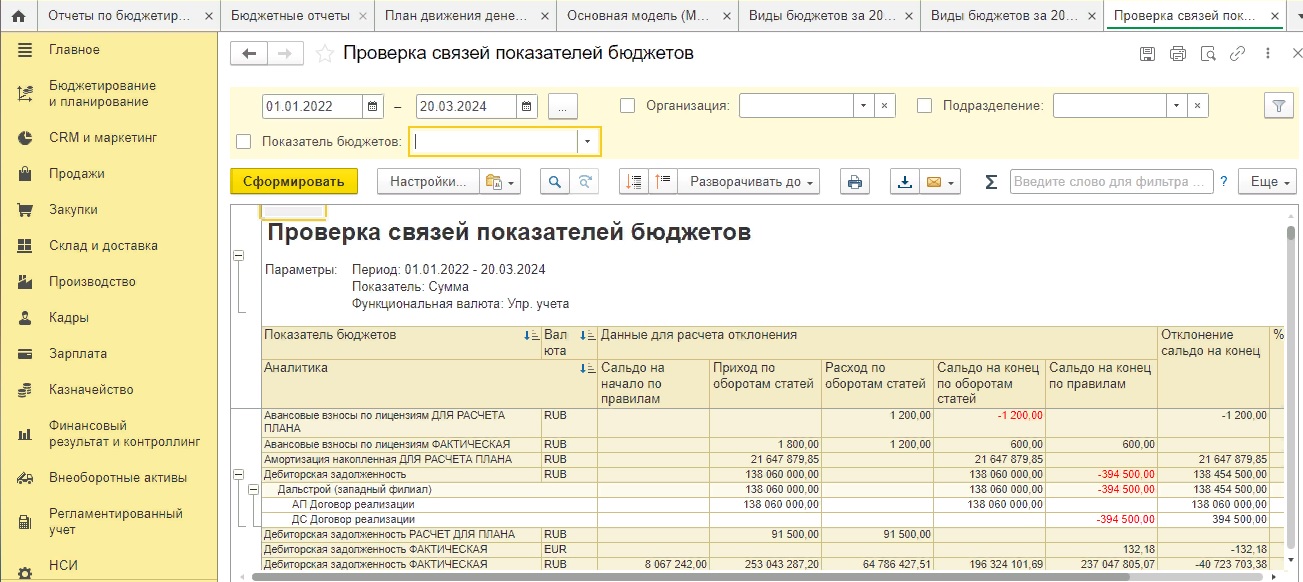 Отчеты по бюджетир... × Бюджетные отчеты × План движения дене... × Основная модель (М... × Виды бюджетов за 20... × Виды бюджетов за 20... × Проверка связей пок... ×
Главное
Бюджетирование
и планирование
CRM и маркетинг
Продажи
Закупки
Склад и доставка
Производство
Кадры
Зарплата
Казначейство
Финансовый
результат и контроллинг
Внеоборотные активы
Регламентированный
учет
НСИ
Проверка связей показателей бюджетов
01.01.2022 – 20.03.2024 ... Организация: Подразделение:
Показатель бюджетов:
Сформировать Настройки... Разворачивать до Σ Введите слово для фильтра ... ? Еще
Проверка связей показателей бюджетов
Параметры: Период: 01.01.2022 - 20.03.2024
Показатель: Сумма
Функциональная валюта: Упр. учета
Показатель бюджетов Вал
юта Данные для расчета отклонения Отклонение
сальдо на конец %
Аналитика Сальдо на
начало по
правилам Приход по
оборотам статей Расход по
оборотам статей Сальдо на конец
по оборотам
статей Сальдо на конец
по правилам
Авансовые взносы по лицензиям ДЛЯ РАСЧЕТА
ПЛАНА RUB 1 200,00 -1 200,00 -1 200,00
Авансовые взносы по лицензиям ФАКТИЧЕСКАЯ RUB 1 800,00 1 200,00 600,00 600,00
Амортизация накопленная ДЛЯ РАСЧЕТА ПЛАНА RUB 21 647 879,85 21 647 879,85 21 647 879,85
Дебиторская задолженность RUB 138 060 000,00 138 060 000,00 -394 500,00 138 454 500,00
Дальстрой (западный филиал) 138 060 000,00 138 060 000,00 -394 500,00 138 454 500,00
АП Договор реализации 138 060 000,00 138 060 000,00 138 060 000,00
ДС Договор реализации -394 500,00 394 500,00
Дебиторская задолженность РАСЧЕТ ДЛЯ ПЛАНА RUB 91 500,00 91 500,00
Дебиторская задолженность ФАКТИЧЕСКАЯ EUR 132,18 -132,18
Дебиторская задолженность ФАКТИЧЕСКАЯ RUB 8 067 242,00 253 043 287,20 64 786 427,51 196 324 101,69 237 047 805,07 -40 723 703,38